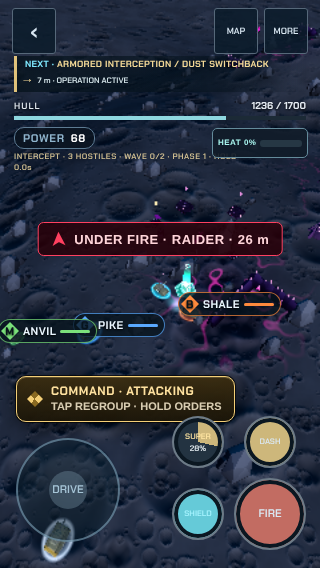 ‹
MAP
MORE
NEXT · ARMORED INTERCEPTION / DUST SWITCHBACK
→ 7 m · OPERATION ACTIVE
HULL
1236 / 1700
POWER 68
HEAT 0%
INTERCEPT · 3 HOSTILES · WAVE 0/2 · PHASE 1 ·
0.0s
UNDER FIRE · RAIDER · 26 m
B SHALE
PIKE
M ANVIL
COMMAND · ATTACKING
TAP REGROUP · HOLD ORDERS
SUPER
28%
DASH
DRIVE
SHIELD
FIRE